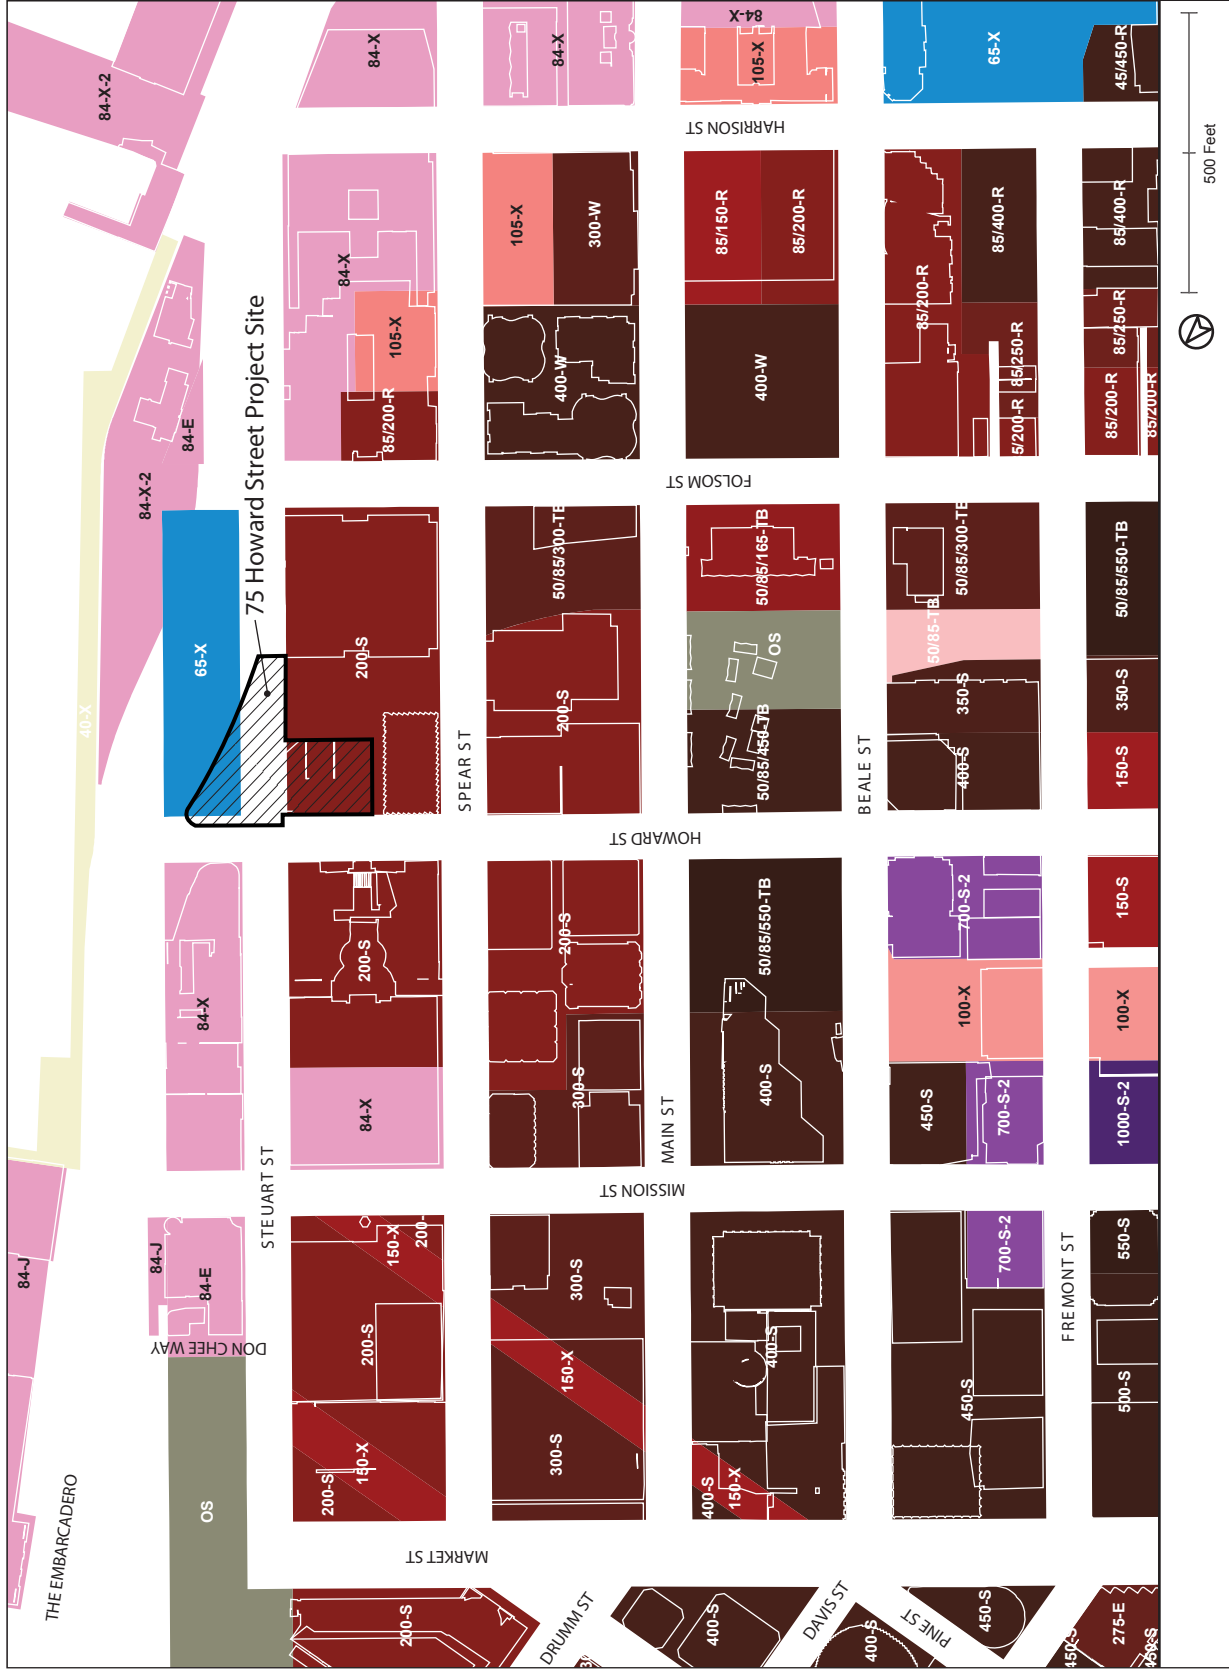 84-X-2
84-X
84-X
84-X
105-X
65-X
45/450-R
HARRISON ST
500 Feet
84-X
105-X
85/200-R
105-X
300-W
400-W
85/150-R
85/200-R
400-W
85/200-R
85/400-R
85/250-R
5/200-R
85/400-R
85/250-R
85/200-R
85/200-R
84-E
84-X-2
40-X
FOLSOM ST
65-X
75 Howard Street Project Site
200-S
50/85/300-TB
200-S
50/85/165-TB
OS
50/85/450-TB
50/85/300-TB
50/85-TB
350-S
400-S
50/85/550-TB
350-S
150-S
SPEAR ST
BEALE ST
HOWARD ST
84-X
200-S
84-X
200-S
300-S
50/85/550-TB
400-S
700-S-2
100-X
450-S
700-S-2
150-S
100-X
1000-S-2
STEUART ST
MAIN ST
MISSION ST
84-J
84-J
84-E
DON CHEE WAY
OS
150-X
200-
200-S
150-X
200-S
300-S
150-X
300-S
400-S
150-X
400-S
700-S-2
450-S
FREMONT ST
550-S
500-S
THE EMBARCADERO
MARKET ST
200-S
DRUMM ST
400-S
DAVIS ST
400-S
PINE ST
450-S
450-S
275-E
450-S